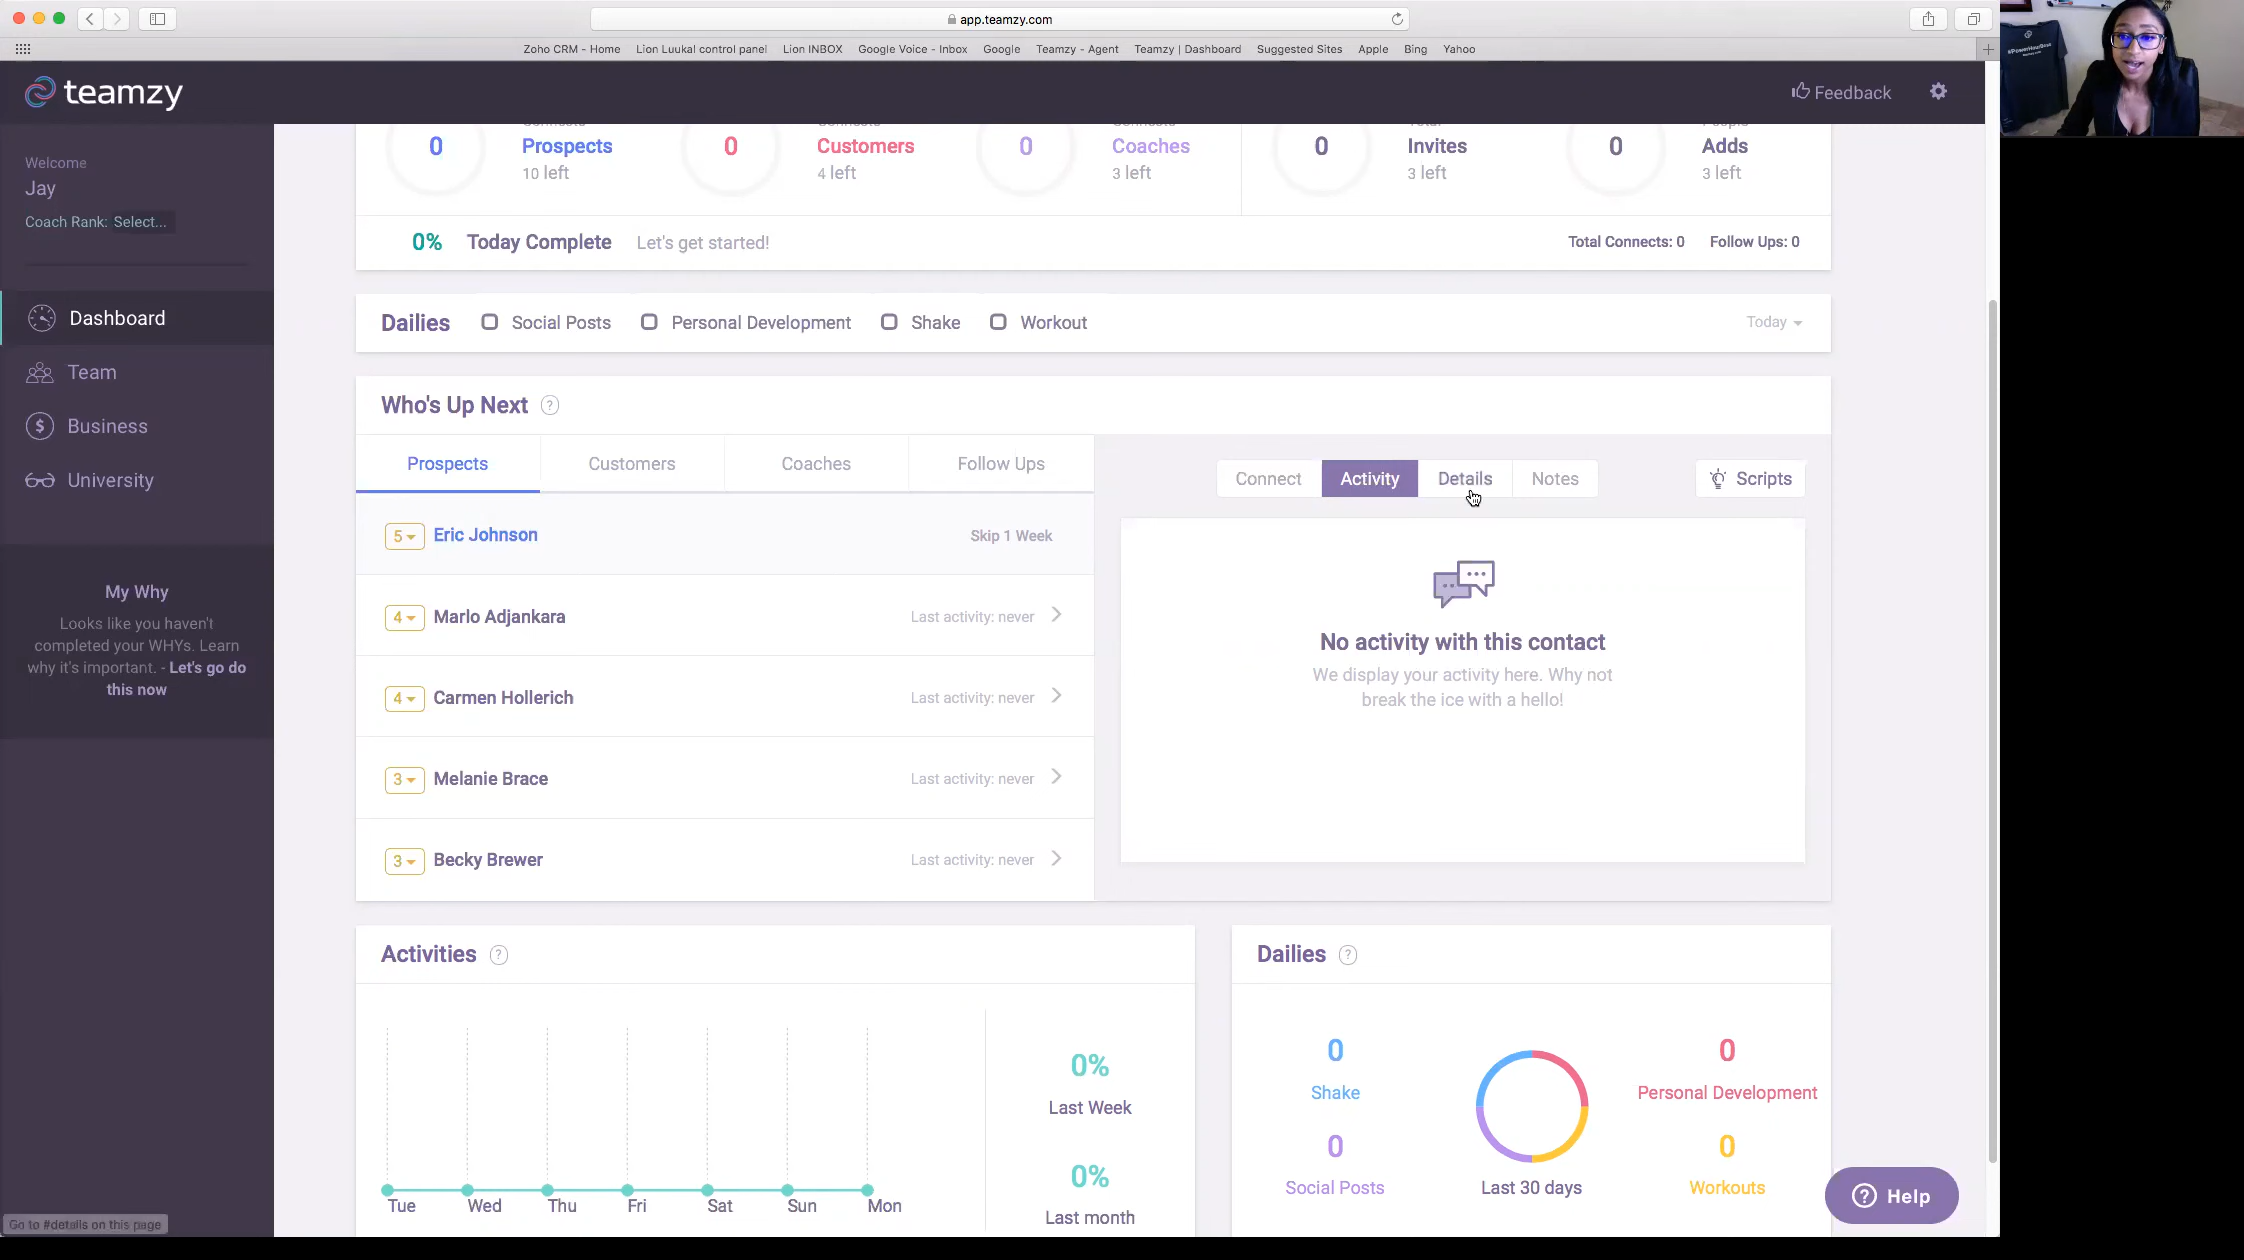 app.teamzy.com
Zoho CRM - Home Lion Luukal control panel Lion INBOX Google Voice - Inbox Google Teamzy - Agent Teamzy | Dashboard Suggested Sites Apple Bing Yahoo
teamzy
Feedback
Welcome
Jay
Coach Rank: Select...
Dashboard
Team
Business
University
My Why
Looks like you haven't
completed your WHYs. Learn
why it's important. - Let's go do
this now
0 Prospects 0 Customers 0 Coaches 0 Invites 0 Adds
10 left 4 left 3 left 3 left 3 left
0% Today Complete Let's get started! Total Connects: 0 Follow Ups: 0
Dailies Social Posts Personal Development Shake Workout Today
Who's Up Next ?
Prospects Customers Coaches Follow Ups
5 Eric Johnson Skip 1 Week
4 Marlo Adjankara Last activity: never
4 Carmen Hollerich Last activity: never
3 Melanie Brace Last activity: never
3 Becky Brewer Last activity: never
Connect Activity Details Notes Scripts
No activity with this contact
We display your activity here. Why not
break the ice with a hello!
Activities ?
0%
Last Week
0%
Last month
Tue Wed Thu Fri Sat Sun Mon
Dailies ?
0 0
Shake Personal Development
0 0
Social Posts Last 30 days Workouts
? Help
Go to #details on this page